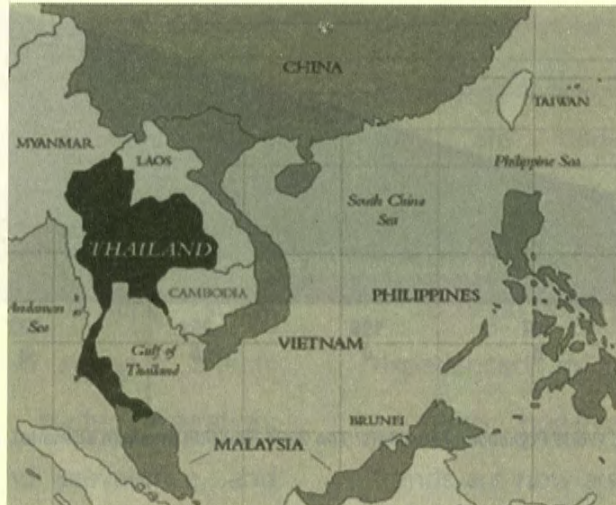 CHINA
TAIWAN
MYANMAR
LAOS
Philippine Sea
South China
Sea
THAILAND
CAMBODIA
PHILIPPINES
Andaman
Sea
VIETNAM
Gulf of
Thailand
BRUNEI
MALAYSIA